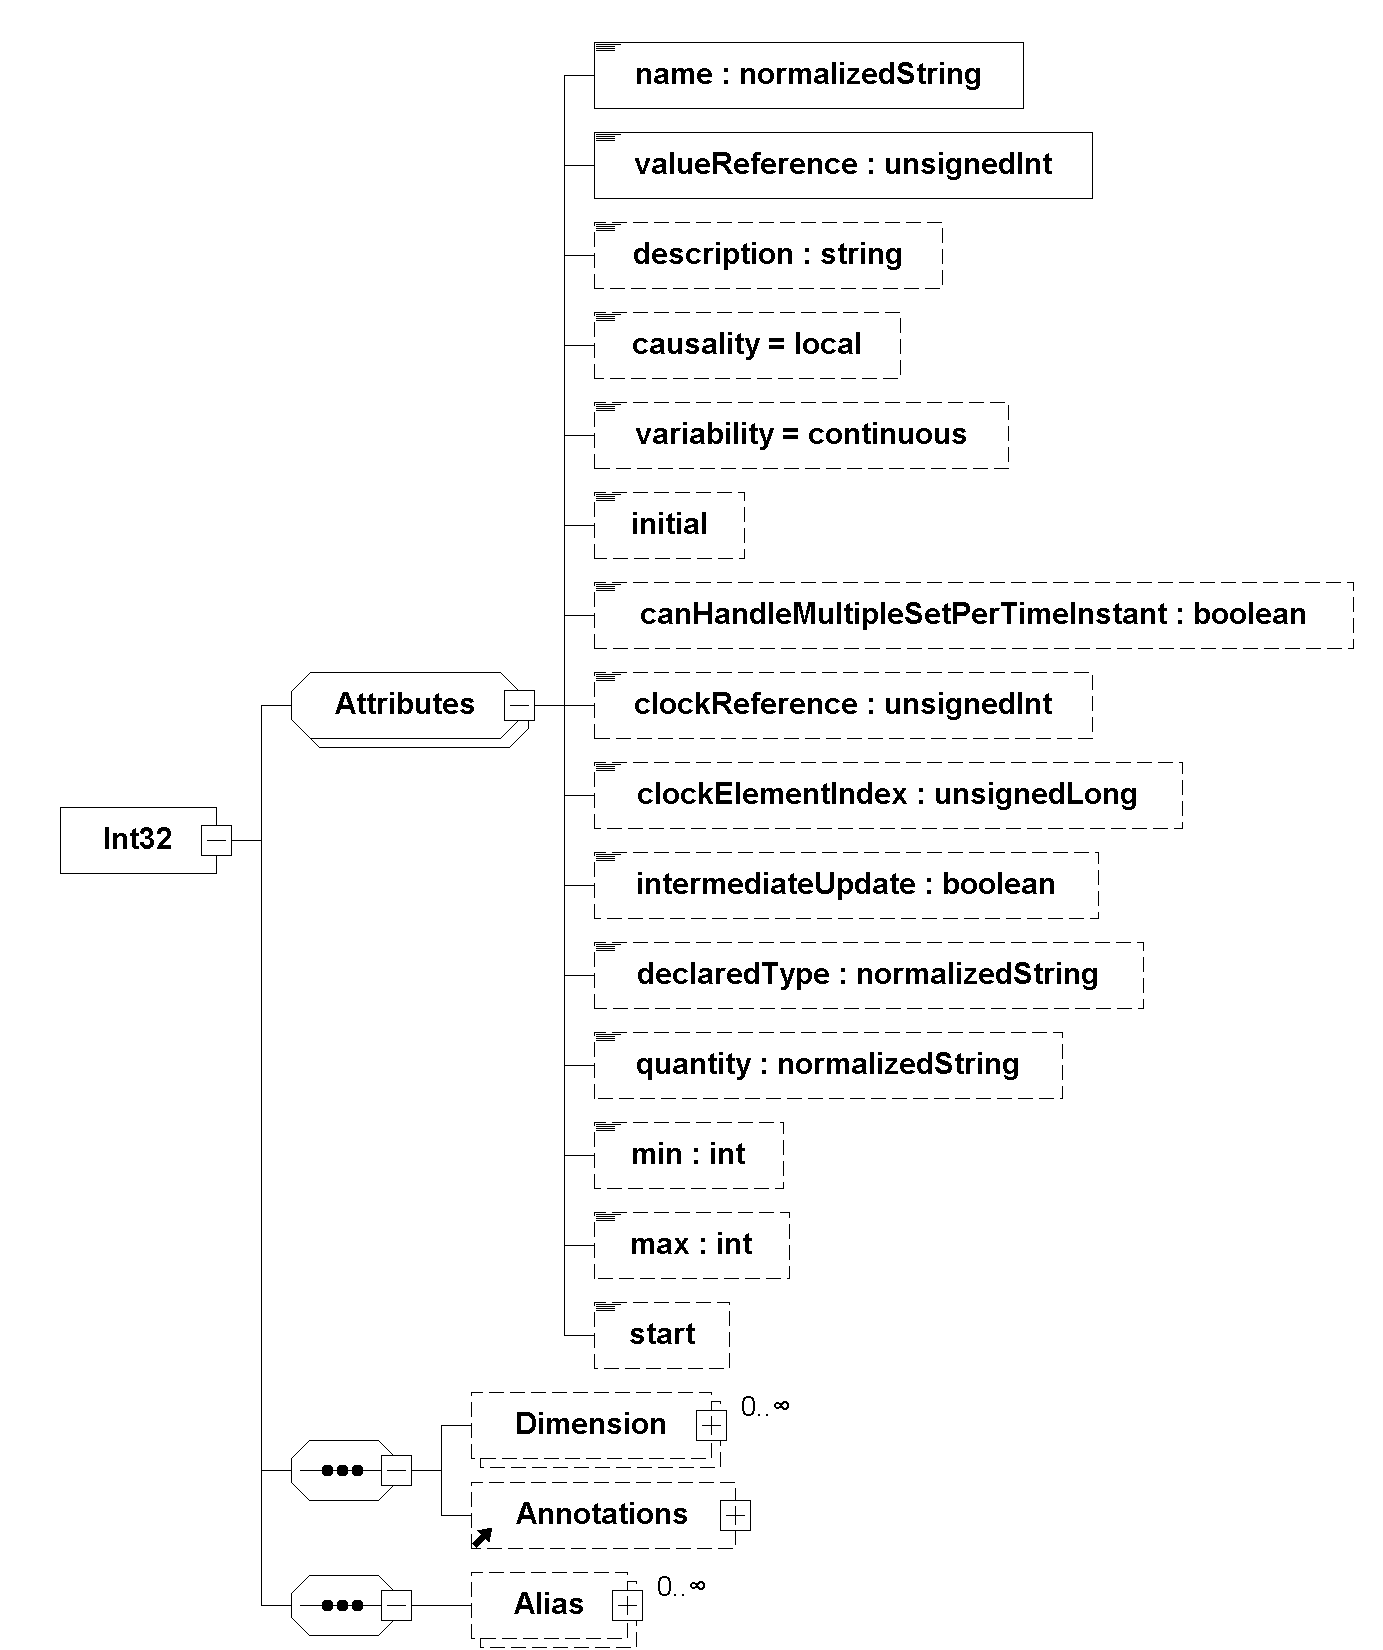 name : normalizedString
valueReference : unsignedInt
description : string
causality = local
variability = continuous
initial
canHandleMultipleSetPerTimeInstant : boolean
Attributes
clockReference : unsignedInt
clockElementIndex : unsignedLong
Int32
intermediateUpdate : boolean
declaredType : normalizedString
quantity : normalizedString
min : int
max : int
start
Dimension
0..∞
Annotations
Alias
0..∞